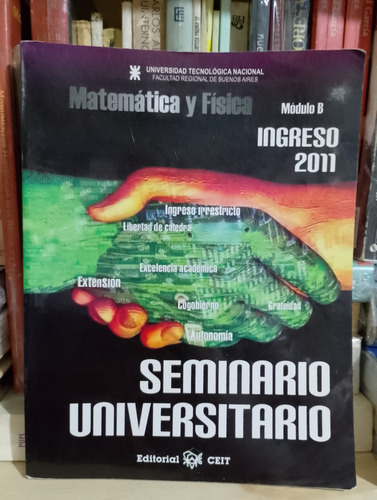 UNIVERSIDAD TECNOLÓGICA NACIONAL
FACULTAD REGIONAL DE BUENOS AIRES
Matemática y Física
Módulo B
INGRESO
2011
Ingreso irrestricto
Libertad de cátedra
Excelencia académica
Extensión
Cogobierno
Gratuidad
Autonomía
SEMINARIO
UNIVERSITARIO
Editorial CEIT